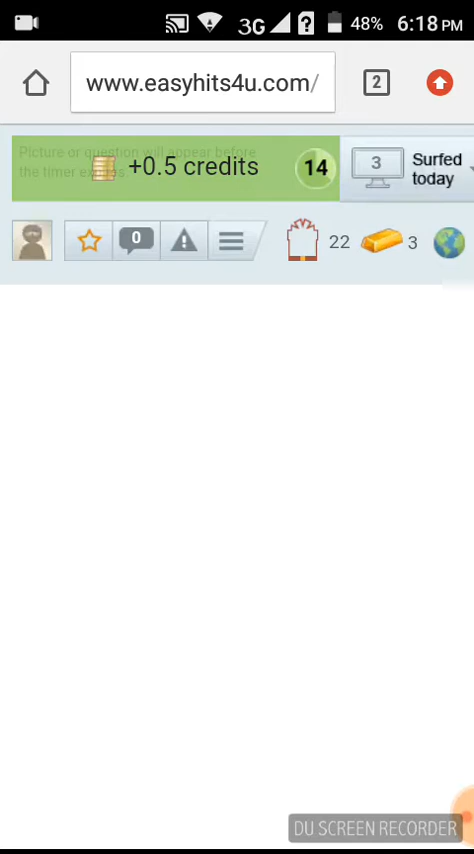 3G 48% 6:18 PM
www.easyhits4u.com/ 2
Picture or question will appear before
the timer expires
+0.5 credits 14 3 Surfed
today
0 22 3
DU SCREEN RECORDER